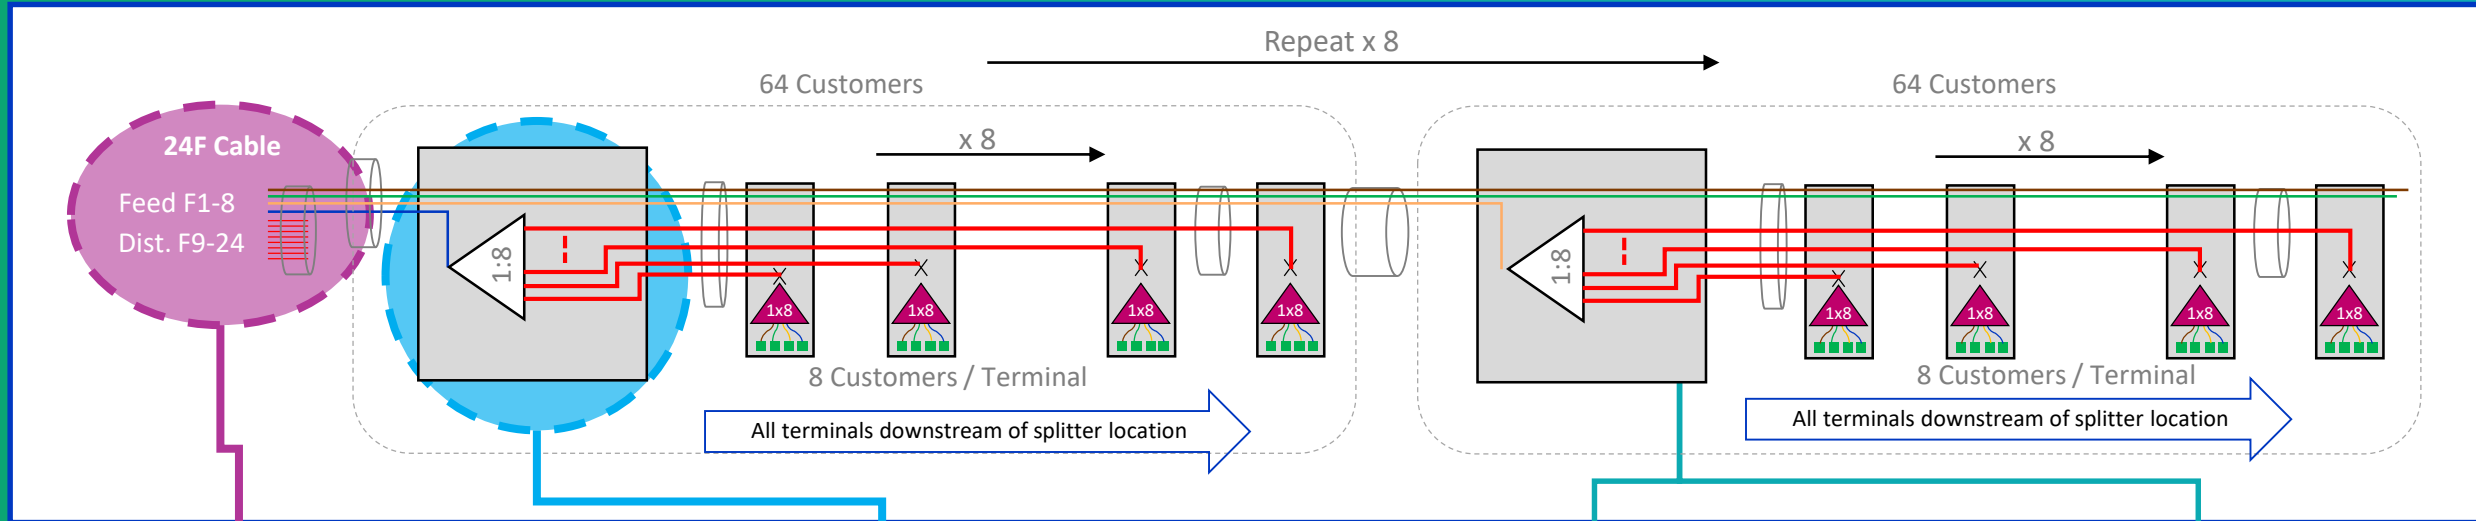 Repeat x 8
64 Customers
64 Customers
24F Cable
x 8
x 8
Feed F1-8
Dist. F9-24
1:8
1:8
1x8
1x8
1x8
1x8
1x8
1x8
1x8
1x8
8 Customers / Terminal
8 Customers / Terminal
All terminals downstream of splitter location
All terminals downstream of splitter location